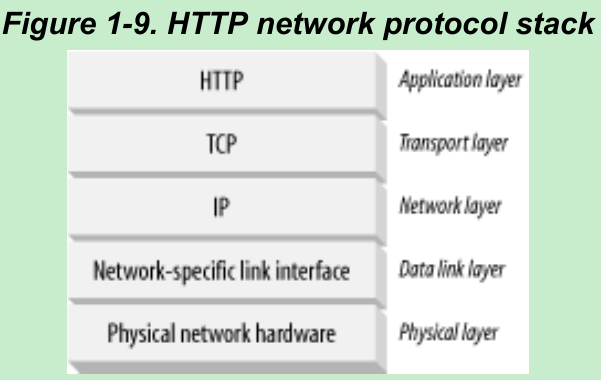 Figure 1-9. HTTP network protocol stack
HTTP Application layer
TCP Transport layer
IP Network layer
Network-specific link interface Data link layer
Physical network hardware Physical layer